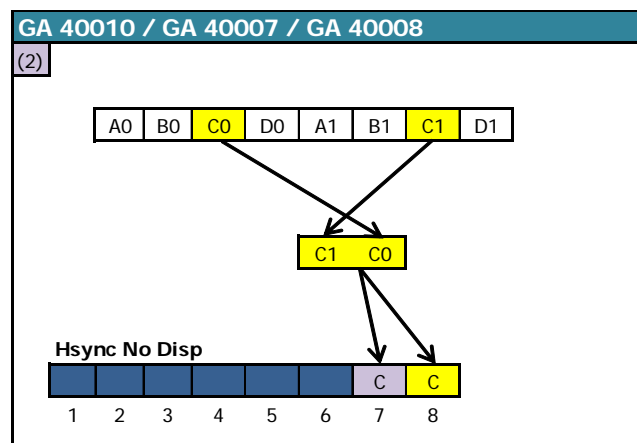 GA 40010 / GA 40007 / GA 40008
(2)
A0 B0 C0 D0 A1 B1 C1 D1
C1 C0
Hsync No Disp
C C
1 2 3 4 5 6 7 8